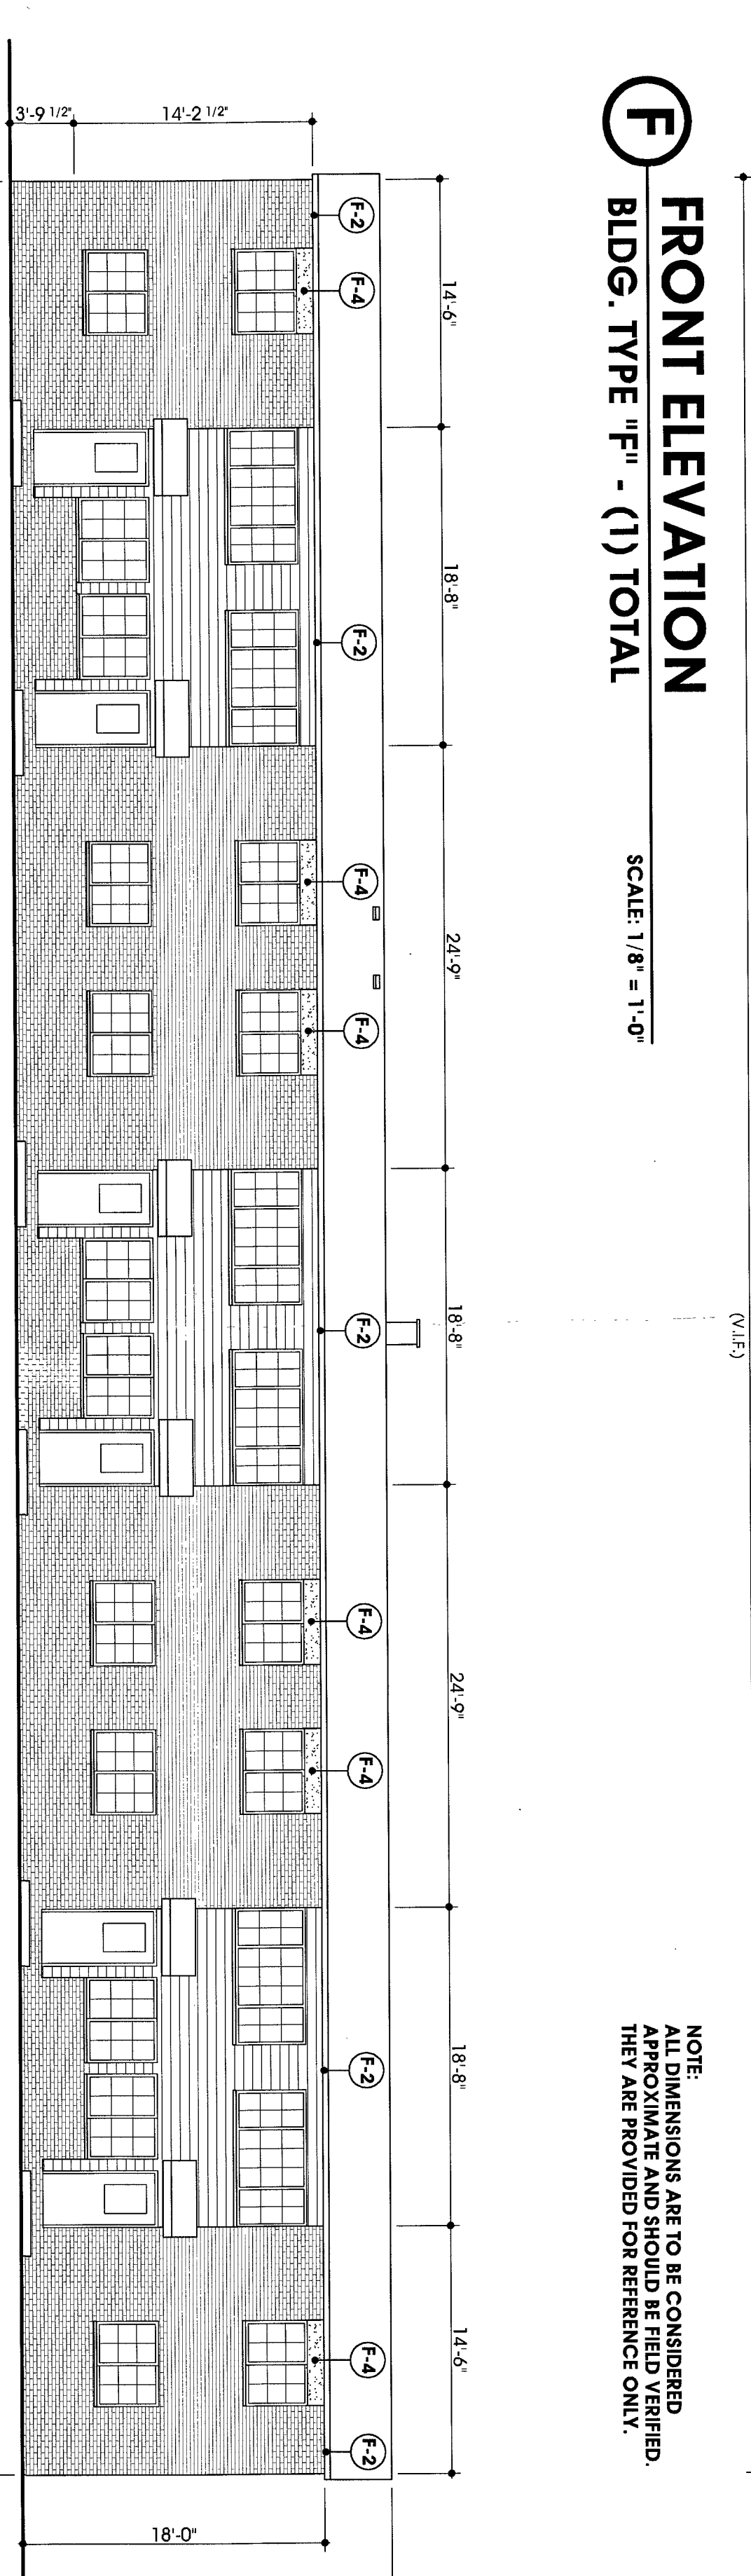 F
FRONT ELEVATION
BLDG. TYPE "F" - (1) TOTAL
SCALE: 1/8" = 1'-0"
NOTE:
ALL DIMENSIONS ARE TO BE CONSIDERED
APPROXIMATE AND SHOULD BE FIELD VERIFIED.
THEY ARE PROVIDED FOR REFERENCE ONLY.
(V.I.F.)
14'-6"
18'-8"
24'-9"
18'-8"
24'-9"
18'-8"
14'-6"
F-2
F-4
F-2
F-4
F-4
F-2
F-4
F-4
F-2
F-4
F-2
14'-2 1/2"
3'-9 1/2"
18'-0"